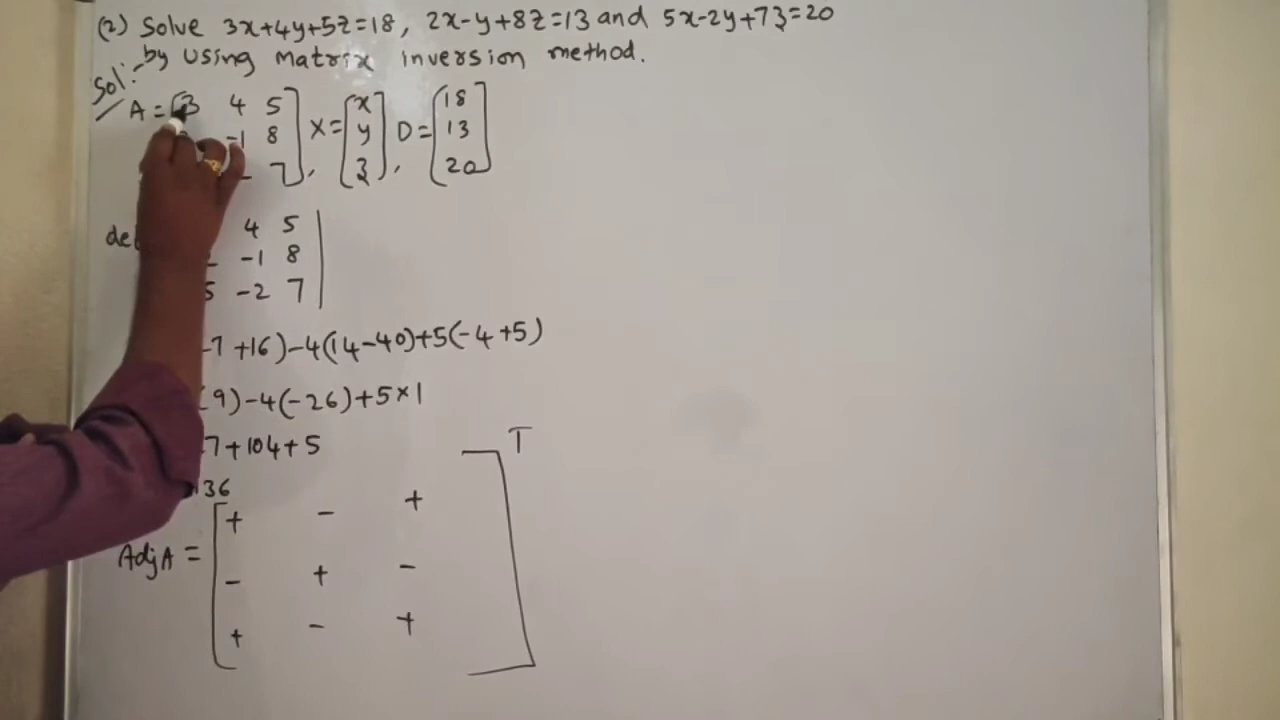 (2) Solve 3x+4y+5z=18, 2x-y+8z=13 and 5x-2y+7z=20
by using matrix inversion method.
Sol:-
A = [3 4 5] X = [x] D = [18]
-1 8 y 13
7 , z , 20
4 5
-1 8
5 -2 7
-7 +16)-4(14-40)+5(-4+5)
(9)-4(-26)+5×1
7+104+5
136
AdjA = [+ - +] T
- + -
+ - +